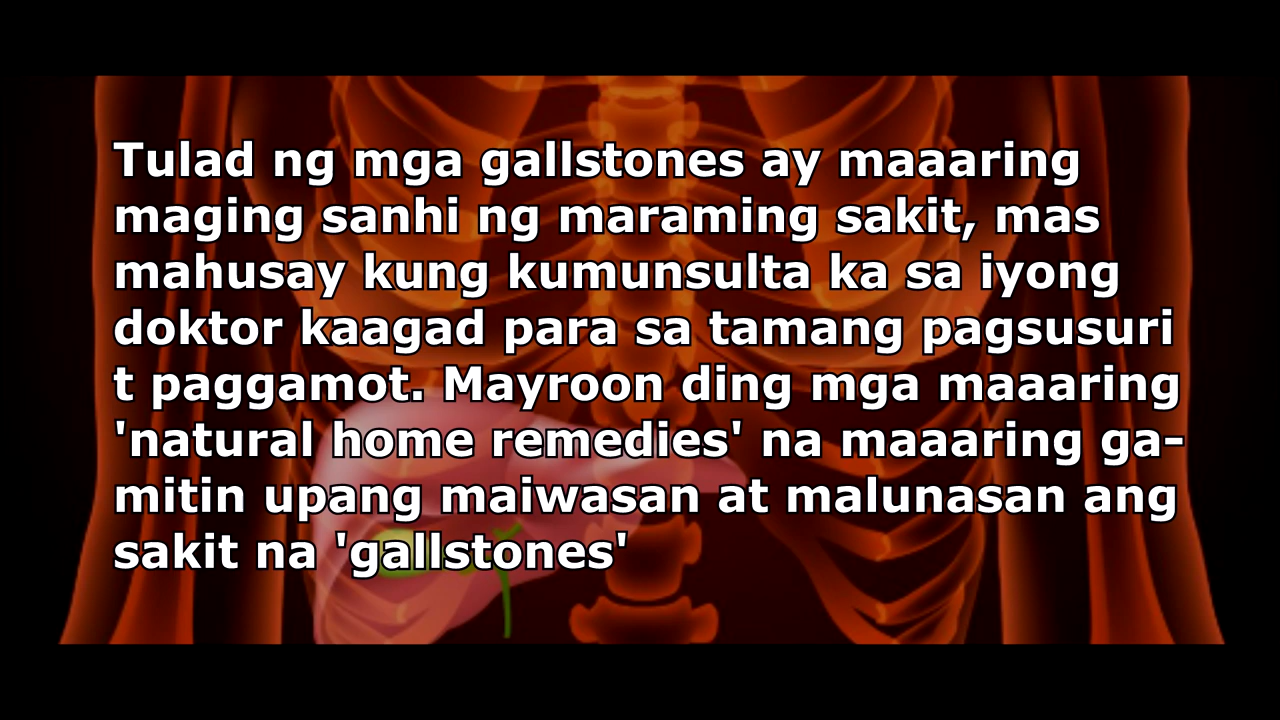 Tulad ng mga gallstones ay maaaring
maging sanhi ng maraming sakit, mas
mahusay kung kumunsulta ka sa iyong
doktor kaagad para sa tamang pagsusuri
t paggamot. Mayroon ding mga maaaring
'natural home remedies' na maaaring ga-
mitin upang maiwasan at malunasan ang
sakit na 'gallstones'